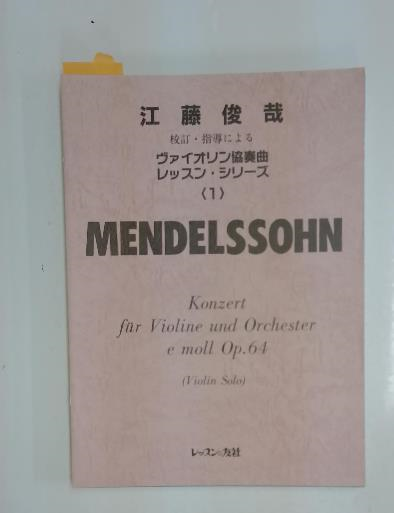 江藤俊哉
校訂・指導による
ヴァイオリン協奏曲
レッスン・シリーズ
〈1〉
MENDELSSOHN
Konzert
für Violine und Orchester
e moll Op.64
(Violin Solo)
レッスンの友社